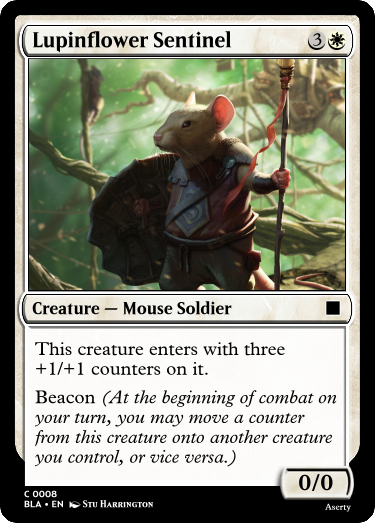 Lupinflower Sentinel 3
Creature — Mouse Soldier
This creature enters with three
+1/+1 counters on it.
Beacon (At the beginning of combat on
your turn, you may move a counter
from this creature onto another creature
you control, or vice versa.)
0/0
C 0008
BLA • EN Stu Harrington
Aserty